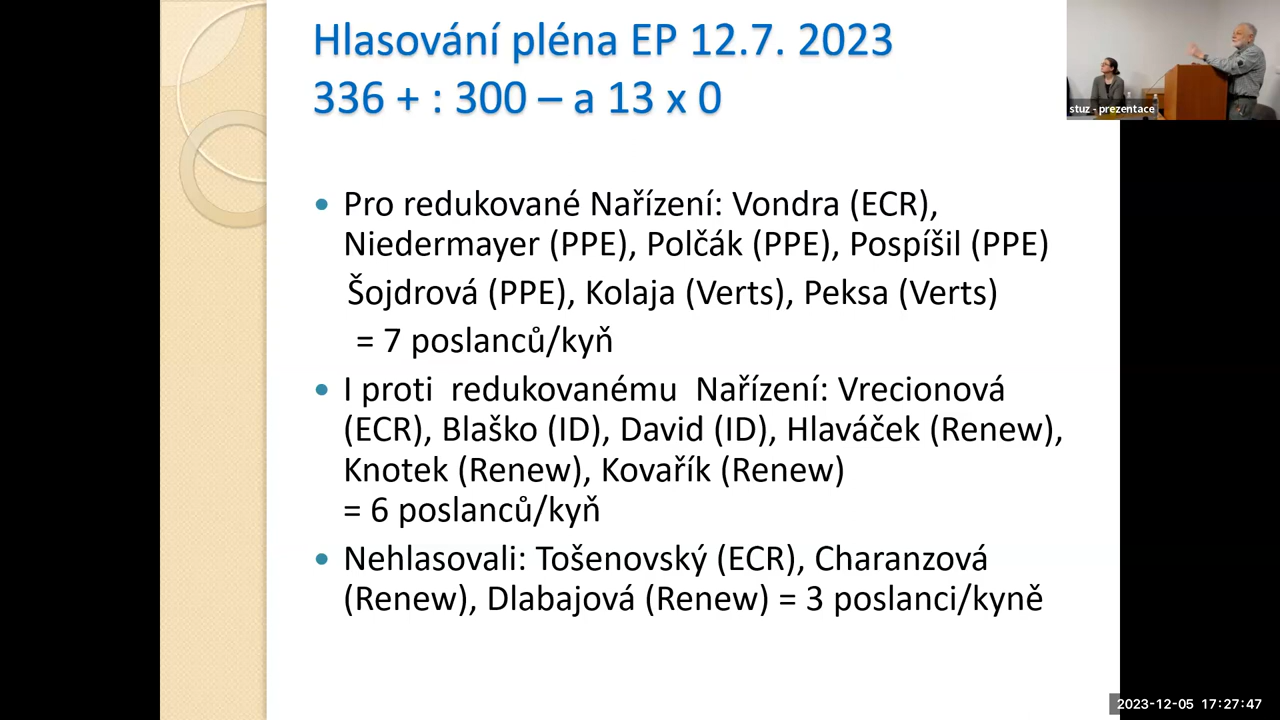 Hlasování pléna EP 12.7. 2023
336 + : 300 – a 13 x 0
stuz - prezentace
• Pro redukované Nařízení: Vondra (ECR),
Niedermayer (PPE), Polčák (PPE), Pospíšil (PPE)
Šojdrová (PPE), Kolaja (Verts), Peksa (Verts)
= 7 poslanců/kyň
• I proti redukovanému Nařízení: Vrecionová
(ECR), Blaško (ID), David (ID), Hlaváček (Renew),
Knotek (Renew), Kovařík (Renew)
= 6 poslanců/kyň
• Nehlasovali: Tošenovský (ECR), Charanzová
(Renew), Dlabajová (Renew) = 3 poslanci/kyně
2023-12-05 17:27:47